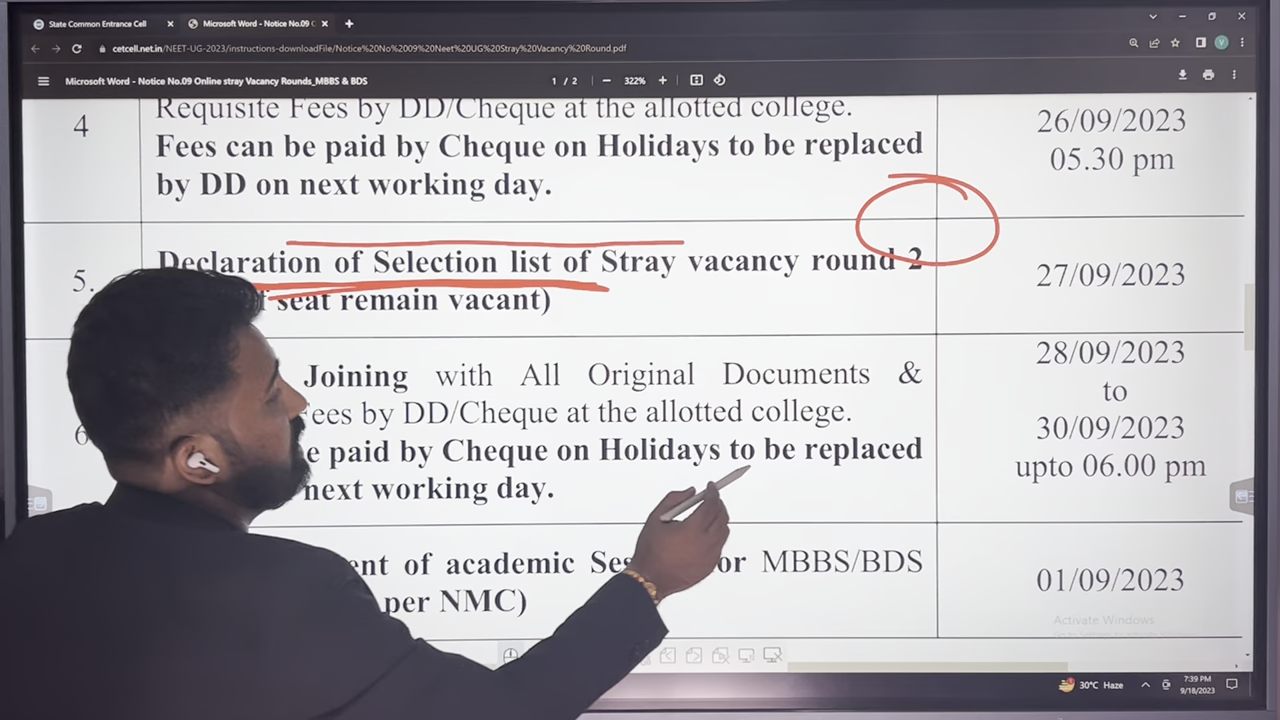 State Common Entrance Cell
Microsoft Word - Notice No.09
cetcell.net.in/NEET-UG-2023/instructions-downloadFile/Notice%20No%2009%20Neet%20UG%20Stray%20Vacancy%20Round.pdf
Microsoft Word - Notice No.09 Online stray Vacancy Rounds_MBBS & BDS
1 / 2
322%
4
Requisite Fees by DD/Cheque at the allotted college.
Fees can be paid by Cheque on Holidays to be replaced
by DD on next working day.
26/09/2023
05.30 pm
5.
Declaration of Selection list of Stray vacancy round 2
seat remain vacant)
27/09/2023
Joining with All Original Documents &
by DD/Cheque at the allotted college.
paid by Cheque on Holidays to be replaced
next working day.
28/09/2023
to
30/09/2023
upto 06.00 pm
of academic
MBBS/BDS
per NMC)
01/09/2023
Activate Windows
30°C Haze
7:39 PM
9/18/2023